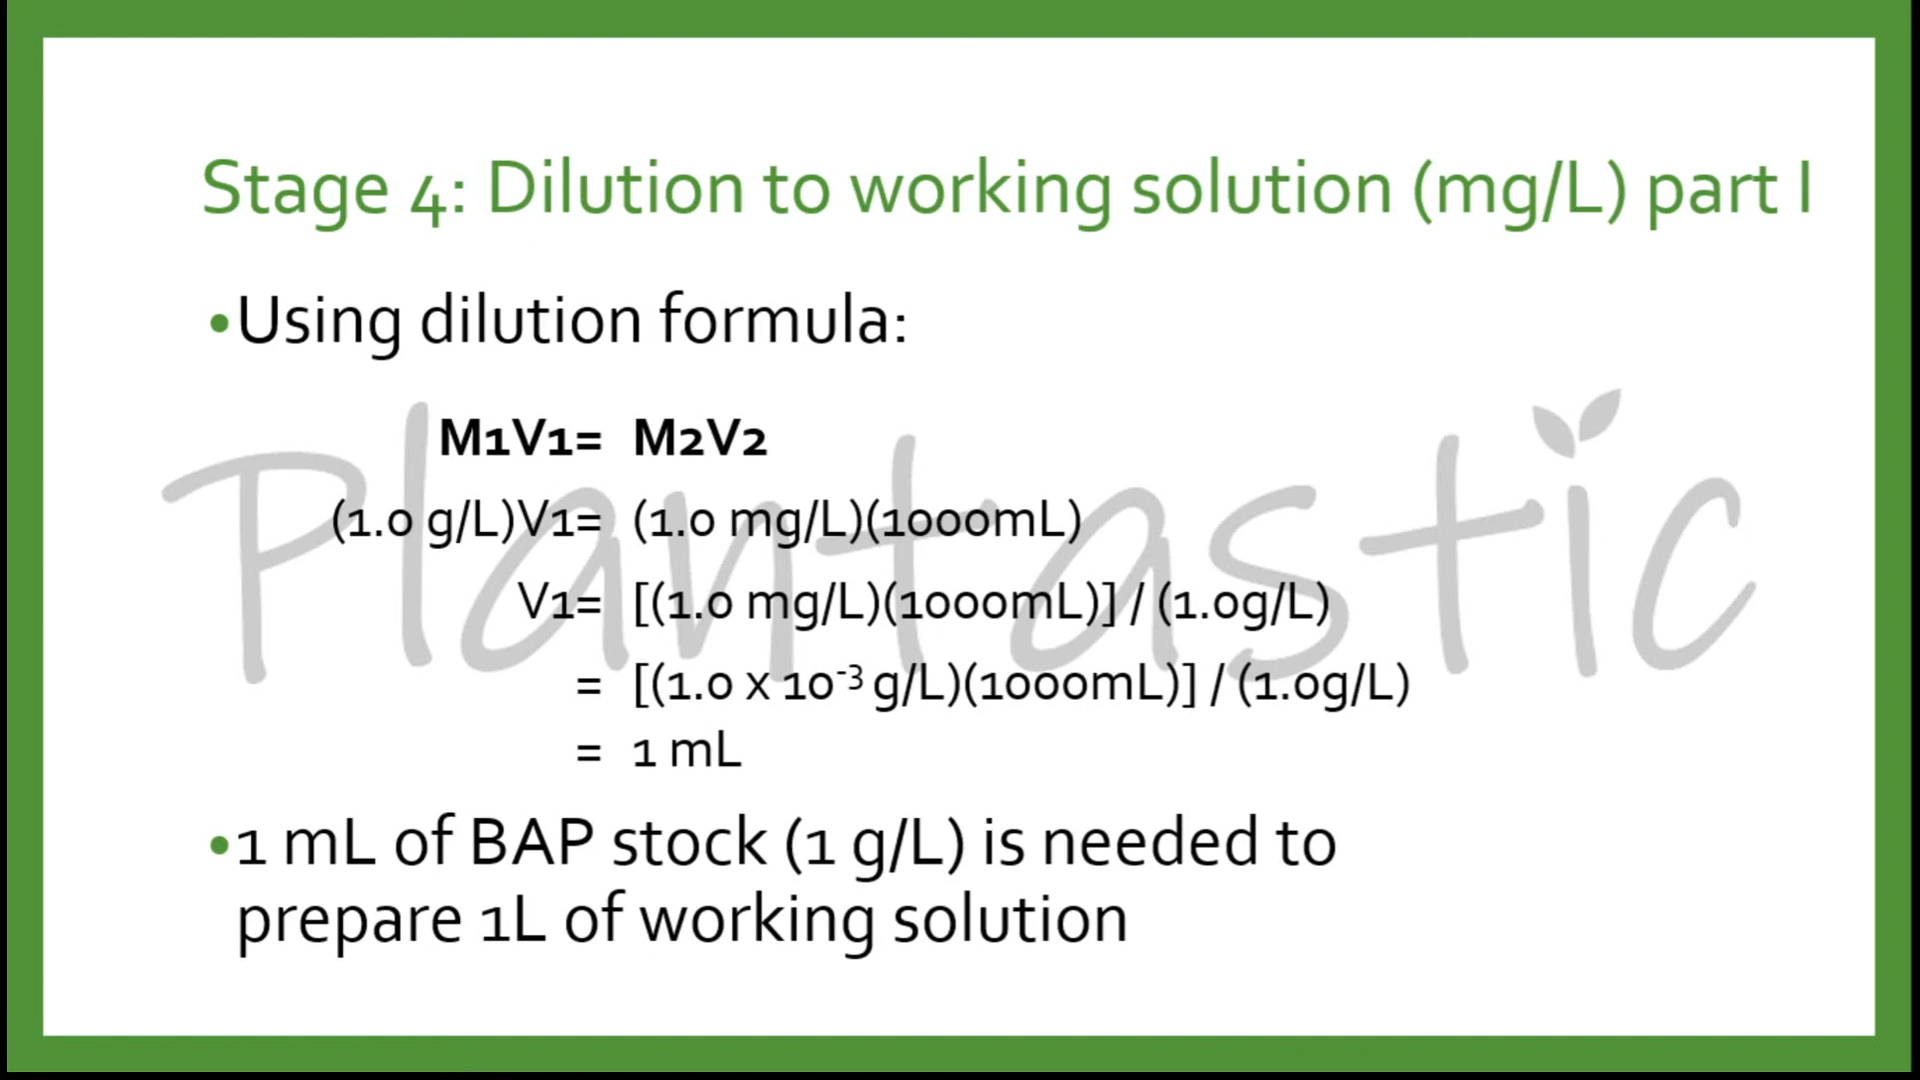 Stage 4: Dilution to working solution (mg/L) part I
•Using dilution formula:
M1V1= M2V2
(1.0 g/L)V1= (1.0 mg/L)(1000mL)
V1= [(1.0 mg/L)(1000mL)] / (1.0g/L)
= [(1.0 x 10⁻³ g/L)(1000mL)] / (1.0g/L)
= 1 mL
•1 mL of BAP stock (1 g/L) is needed to
prepare 1L of working solution
Plantastic